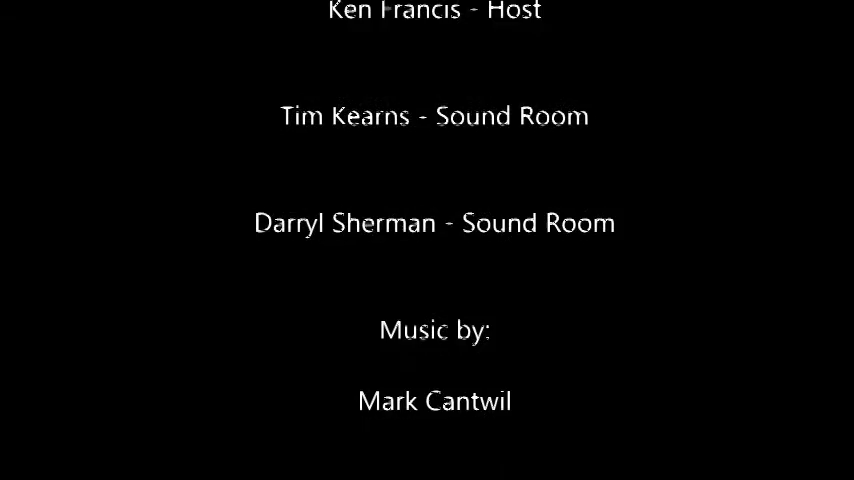 Ken Francis - Host
Tim Kearns - Sound Room
Darryl Sherman - Sound Room
Music by:
Mark Cantwil